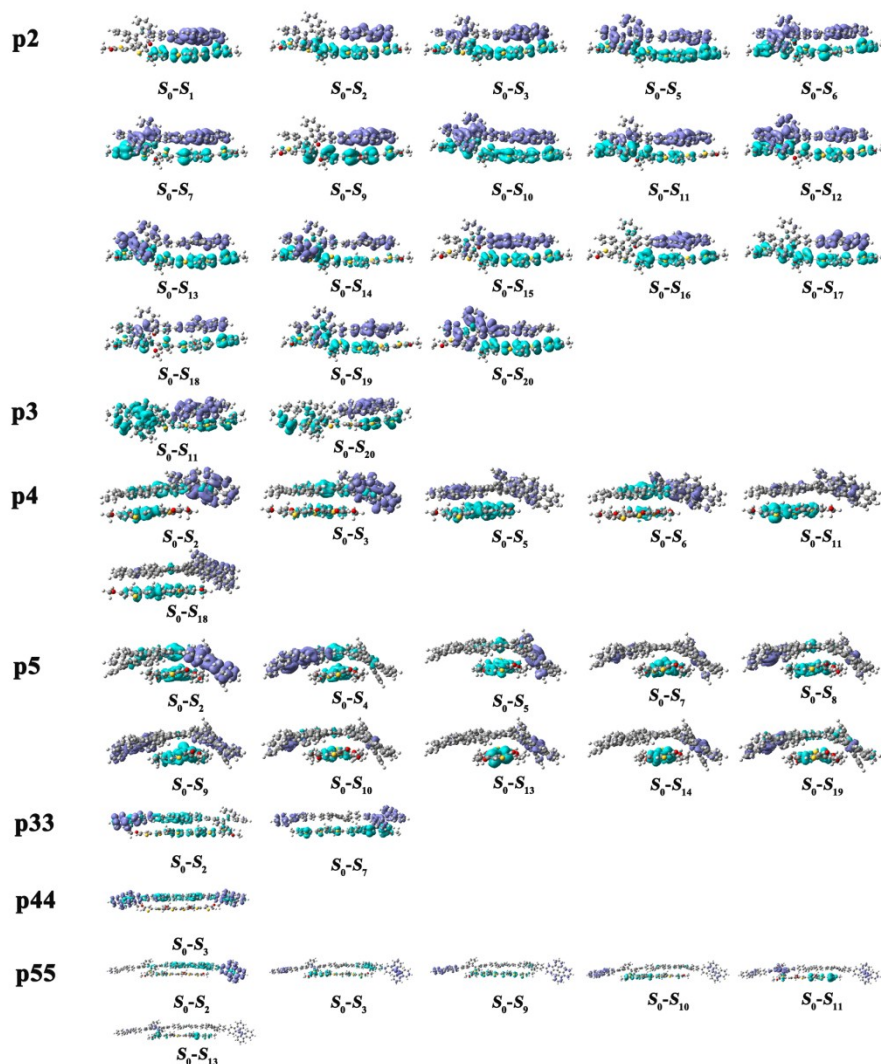 p2
S₀-S₁ S₀-S₂ S₀-S₃ S₀-S₅ S₀-S₆
S₀-S₇ S₀-S₉ S₀-S₁₀ S₀-S₁₁ S₀-S₁₂
S₀-S₁₃ S₀-S₁₄ S₀-S₁₅ S₀-S₁₆ S₀-S₁₇
S₀-S₁₈ S₀-S₁₉ S₀-S₂₀
p3
S₀-S₁₁ S₀-S₂₀
p4
S₀-S₂ S₀-S₃ S₀-S₅ S₀-S₆ S₀-S₁₁
S₀-S₁₈
p5
S₀-S₂ S₀-S₄ S₀-S₅ S₀-S₇ S₀-S₈
S₀-S₉ S₀-S₁₀ S₀-S₁₃ S₀-S₁₄ S₀-S₁₉
p33
S₀-S₂ S₀-S₇
p44
S₀-S₃
p55
S₀-S₂ S₀-S₃ S₀-S₉ S₀-S₁₀ S₀-S₁₁
S₀-S₁₃